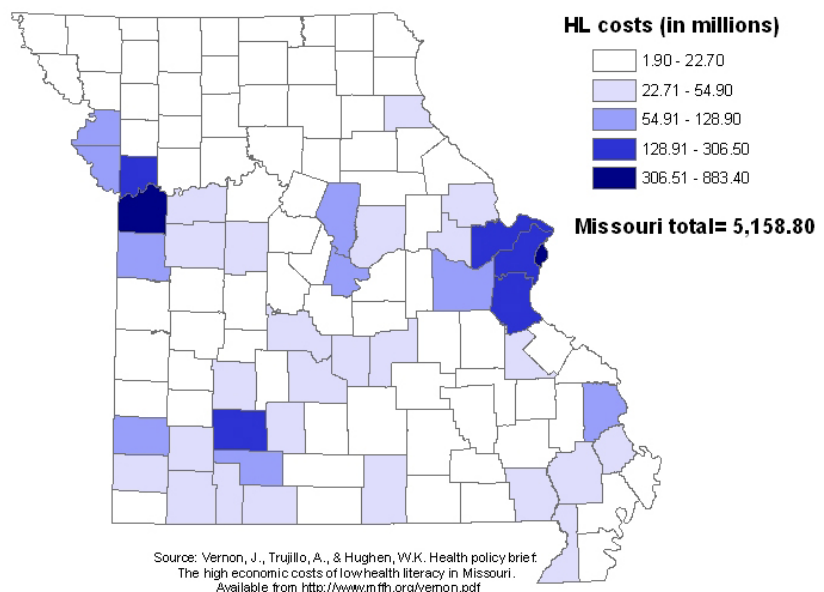 HL costs (in millions)
1.90 - 22.70
22.71 - 54.90
54.91 - 128.90
128.91 - 306.50
306.51 - 883.40
Missouri total= 5,158.80
Source: Vernon, J., Trujillo, A., & Hughen, W.K. Health policy brief:
The high economic costs of low health literacy in Missouri.
Available from http://www.mffh.org/vernon.pdf